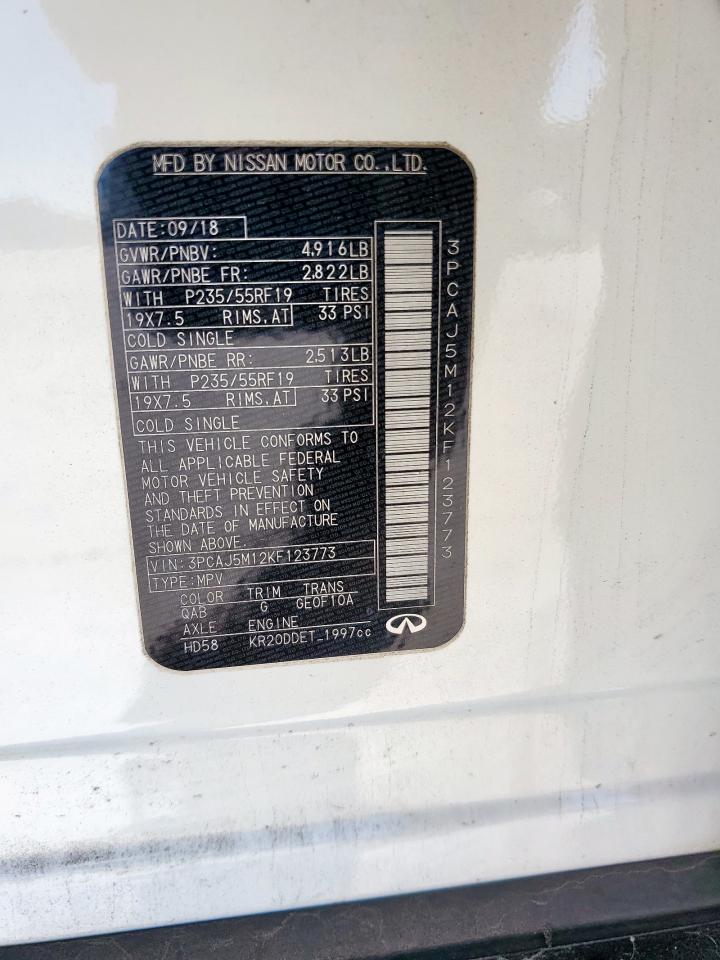 MFD BY NISSAN MOTOR CO.,LTD.
DATE:09/18
GVWR/PNBV: 4,916LB
GAWR/PNBE FR: 2,822LB
WITH P235/55RF19 TIRES
19X7.5 RIMS,AT 33 PSI
COLD SINGLE
GAWR/PNBE RR: 2,513LB
WITH P235/55RF19 TIRES
19X7.5 RIMS,AT 33 PSI
COLD SINGLE
THIS VEHICLE CONFORMS TO
ALL APPLICABLE FEDERAL
MOTOR VEHICLE SAFETY
AND THEFT PREVENTION
STANDARDS IN EFFECT ON
THE DATE OF MANUFACTURE
SHOWN ABOVE.
VIN:3PCAJ5M12KF123773
TYPE:MPV
COLOR TRIM TRANS
QAB G GE0F10A
AXLE ENGINE
HD58 KR20DDET_1997cc
3PCAJ5M12KF123773